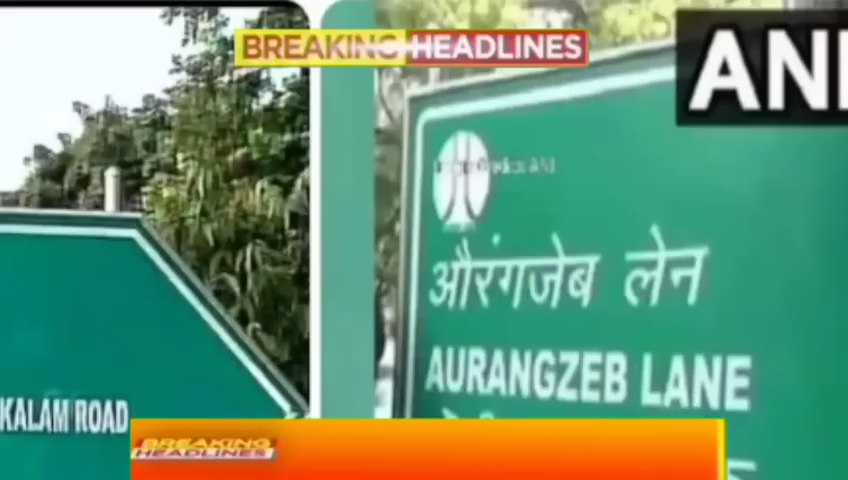 BREAKING HEADLINES
ANI
औरंगजेब लेन
AURANGZEB LANE
KALAM ROAD
BREAKING
HEADLINES